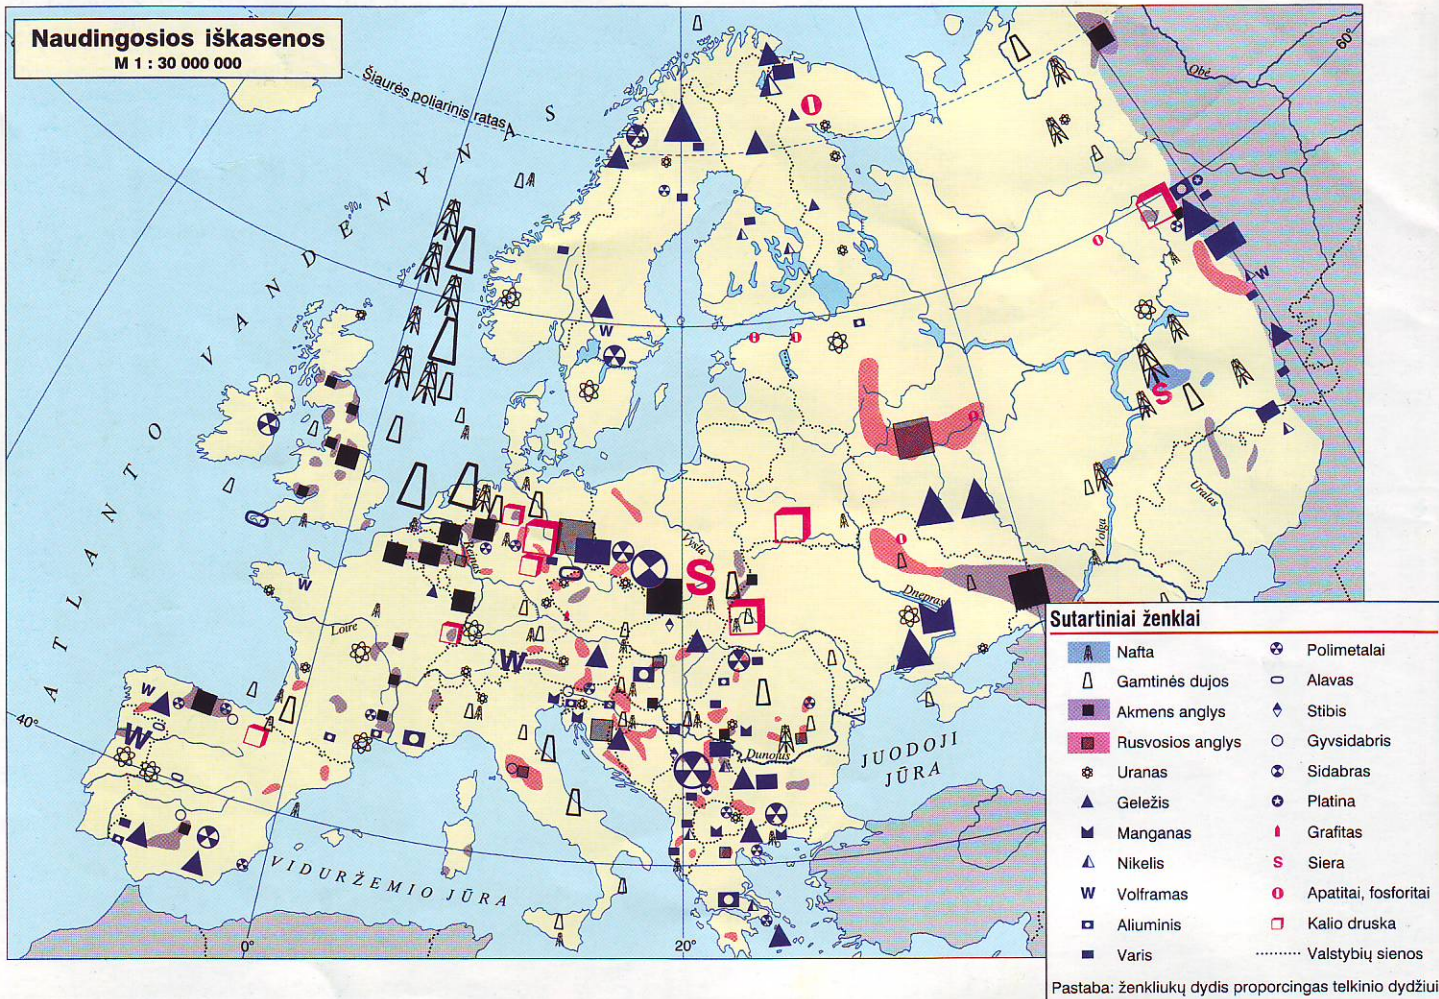 Naudingosios iškasenos
M 1 : 30 000 000
Šiaurės poliarinis ratas
ATLANTO VANDENYNAS
60°
Obė
Uralas
Volga
Dnepras
Vysla
Reinas
Loire
Dunojus
JUODOJI
JŪRA
VIDURŽEMIO JŪRA
40°
0°
20°
W
W
W
W
W
W
S
S
Sutartiniai ženklai
Nafta
Gamtinės dujos
Akmens anglys
Rusvosios anglys
Uranas
Geležis
Manganas
Nikelis
W Volframas
Aliuminis
Varis
Polimetalai
Alavas
Stibis
Gyvsidabris
Sidabras
Platina
Grafitas
S Siera
Apatitai, fosforitai
Kalio druska
Valstybių sienos
Pastaba: ženkliukų dydis proporcingas telkinio dydžiui